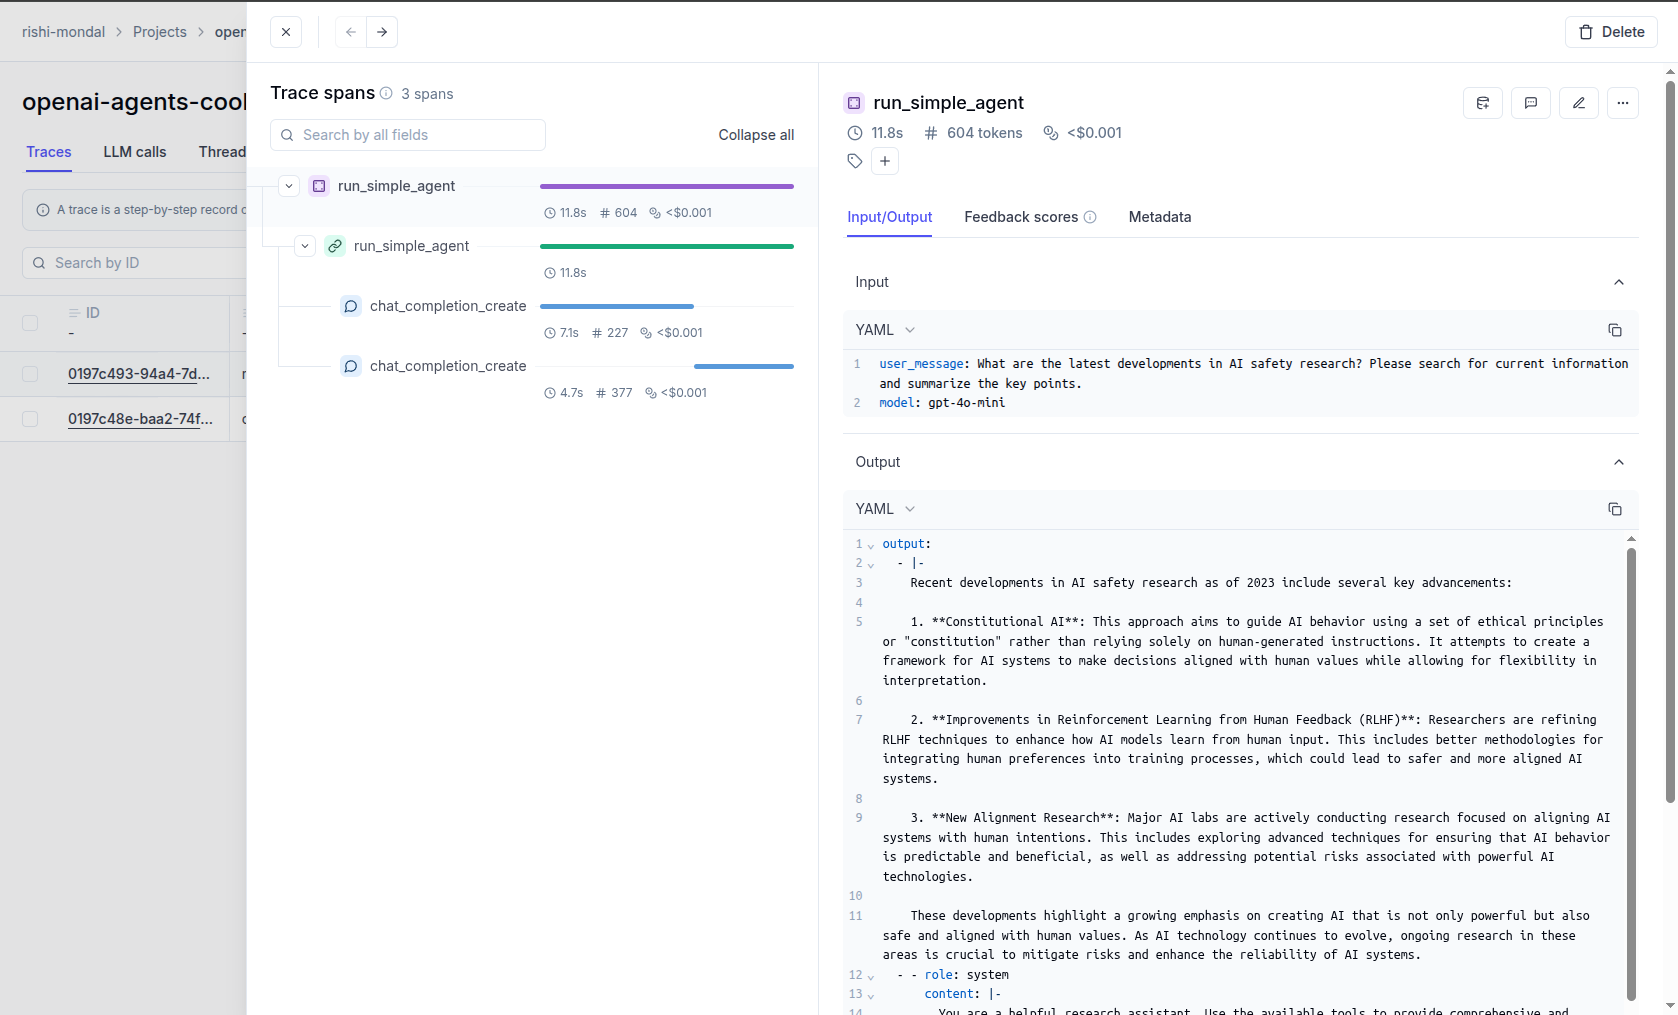 rishi-mondal > Projects > open
Delete
openai-agents-cool
Traces LLM calls Thread
A trace is a step-by-step record
Search by ID
ID
-
0197c493-94a4-7d...
0197c48e-baa2-74f...
Trace spans 3 spans
Search by all fields
Collapse all
run_simple_agent
11.8s # 604 <$0.001
run_simple_agent
11.8s
chat_completion_create
7.1s # 227 <$0.001
chat_completion_create
4.7s # 377 <$0.001
run_simple_agent
11.8s # 604 tokens <$0.001
+
Input/Output Feedback scores Metadata
Input
YAML
1 user_message: What are the latest developments in AI safety research? Please search for current information
and summarize the key points.
2 model: gpt-4o-mini
Output
YAML
1 output:
2 - |-
3 Recent developments in AI safety research as of 2023 include several key advancements:
4
5 1. **Constitutional AI**: This approach aims to guide AI behavior using a set of ethical principles
or "constitution" rather than relying solely on human-generated instructions. It attempts to create a
framework for AI systems to make decisions aligned with human values while allowing for flexibility in
interpretation.
6
7 2. **Improvements in Reinforcement Learning from Human Feedback (RLHF)**: Researchers are refining
RLHF techniques to enhance how AI models learn from human input. This includes better methodologies for
integrating human preferences into training processes, which could lead to safer and more aligned AI
systems.
8
9 3. **New Alignment Research**: Major AI labs are actively conducting research focused on aligning AI
systems with human intentions. This includes exploring advanced techniques for ensuring that AI behavior
is predictable and beneficial, as well as addressing potential risks associated with powerful AI
technologies.
10
11 These developments highlight a growing emphasis on creating AI that is not only powerful but also
safe and aligned with human values. As AI technology continues to evolve, ongoing research in these
areas is crucial to mitigate risks and enhance the reliability of AI systems.
12 - - role: system
13 content: |-
14 You are a helpful research assistant. Use the available tools to provide comprehensive and